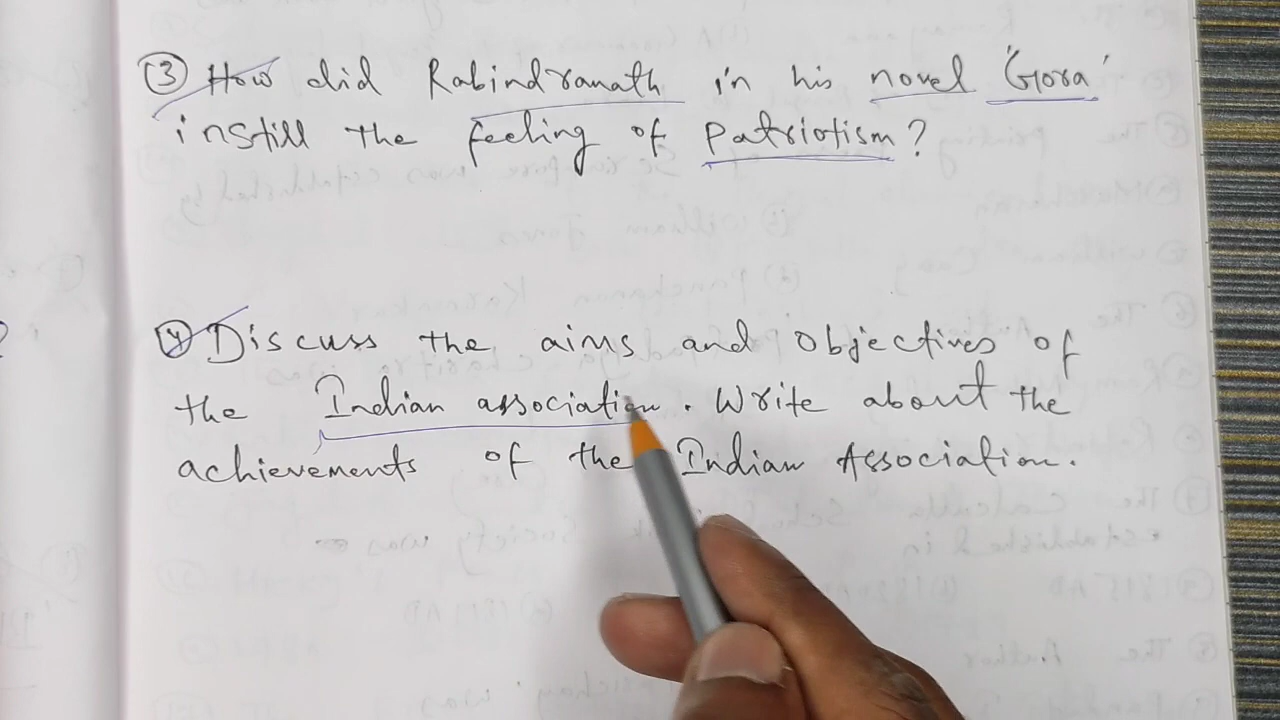 (3) How did Rabindranath in his novel 'Gora'
instill the feeling of Patriotism?
(4) Discuss the aims and Objectives of
the Indian association. Write about the
achievements of the Indian Association.